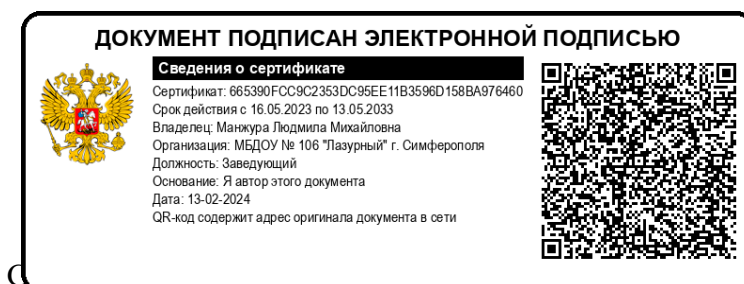 ДОКУМЕНТ ПОДПИСАН ЭЛЕКТРОННОЙ ПОДПИСЬЮ
Сведения о сертификате
Сертификат: 665390FCC9C2353DC95EE11B3596D158BA976460
Срок действия с 16.05.2023 по 13.05.2033
Владелец: Манжура Людмила Михайловна
Организация: МБДОУ № 106 "Лазурный" г. Симферополя
Должность: Заведующий
Основание: Я автор этого документа
Дата: 13-02-2024
QR-код содержит адрес оригинала документа в сети